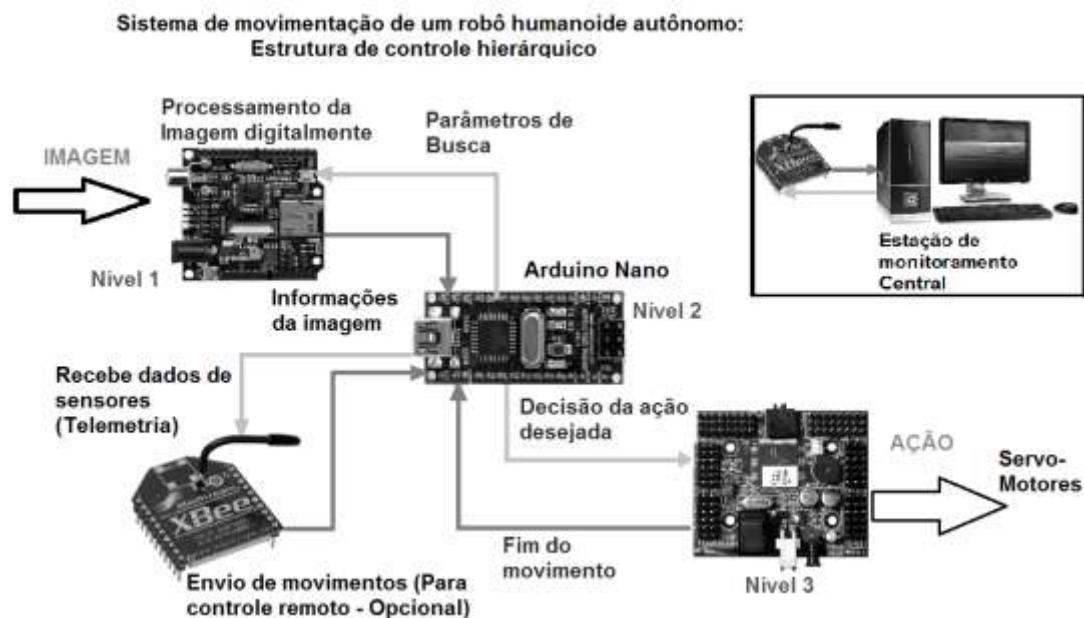 Sistema de movimentação de um robô humanoide autônomo:
Estrutura de controle hierárquico
Processamento da
Imagem digitalmente
IMAGEM
Parâmetros de
Busca
XBee
Estação de
monitoramento
Central
Nível 1
Arduino Nano
Informações
da imagem
Nivel 2
Recebe dados de
sensores
(Telemetria)
Decisão da ação
desejada
AÇÃO
Servo-
Motores
XBee
Fim do
movimento
Envio de movimentos (Para
controle remoto - Opcional)
Nivel 3